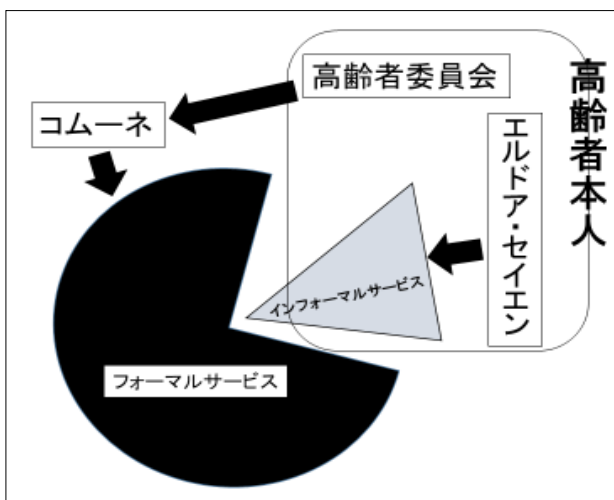 高齢者委員会
コムーネ
高齢者本人
エルドア・セイエン
インフォーマルサービス
フォーマルサービス